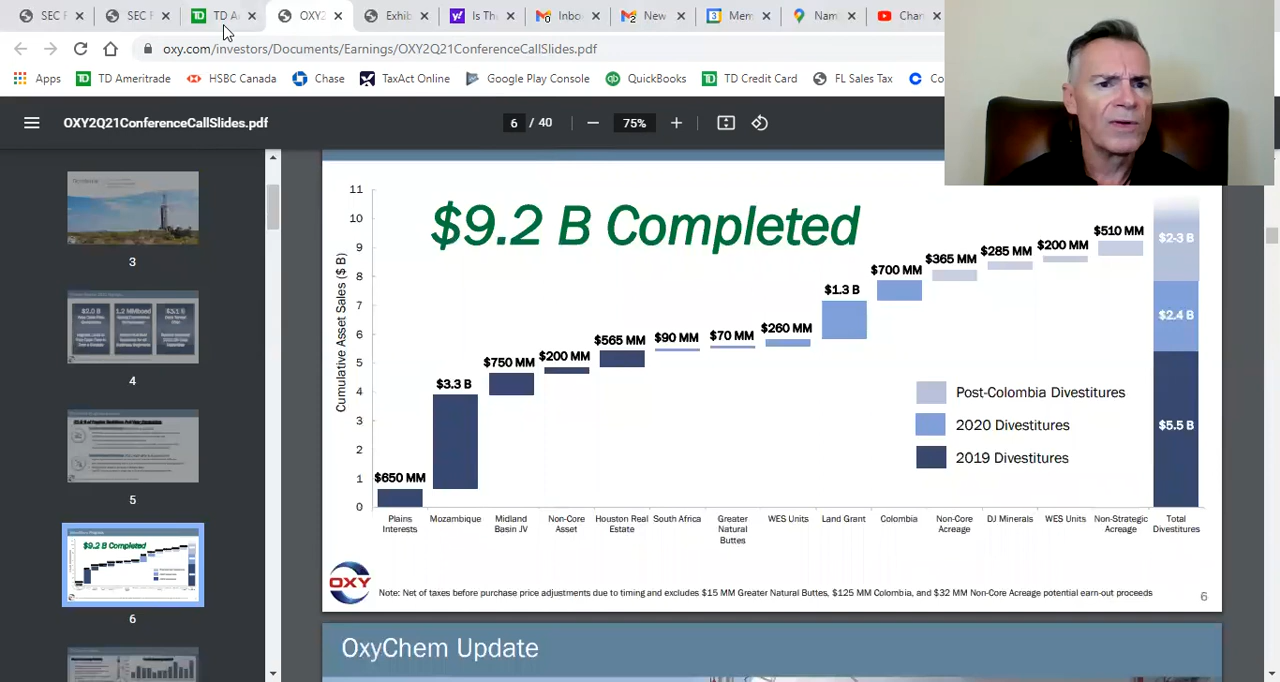 SEC F
SEC F
TD A
OXY2
Exhib
Is Th
Inbo
New
Mem
Nam
Chan
oxy.com/investors/Documents/Earnings/OXY2Q21ConferenceCallSlides.pdf
Apps TD Ameritrade HSBC Canada Chase TaxAct Online Google Play Console QuickBooks TD Credit Card FL Sales Tax Co
OXY2Q21ConferenceCallSlides.pdf
6 / 40
75%
3
4
5
$9.2 B Completed
6
$9.2 B Completed
Cumulative Asset Sales ($ B)
11
10
9
8
7
6
5
4
3
2
1
0
$650 MM
$3.3 B
$750 MM
$200 MM
$565 MM
$90 MM
$70 MM
$260 MM
$1.3 B
$700 MM
$365 MM
$285 MM
$200 MM
$510 MM
$2-3 B
$2.4 B
$5.5 B
Post-Colombia Divestitures
2020 Divestitures
2019 Divestitures
Plains
Interests
Mozambique
Midland
Basin JV
Non-Core
Asset
Houston Real
Estate
South Africa
Greater
Natural
Buttes
WES Units
Land Grant
Colombia
Non-Core
Acreage
DJ Minerals
WES Units
Non-Strategic
Acreage
Total
Divestitures
OXY
Note: Net of taxes before purchase price adjustments due to timing and excludes $15 MM Greater Natural Buttes, $125 MM Colombia, and $32 MM Non-Core Acreage potential earn-out proceeds
6
OxyChem Update